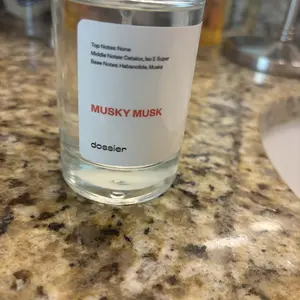 Top Notes: None
Middle Notes: Cetalox, Iso E Super
Base Notes: Habanolide, Musks
MUSKY MUSK
dossier